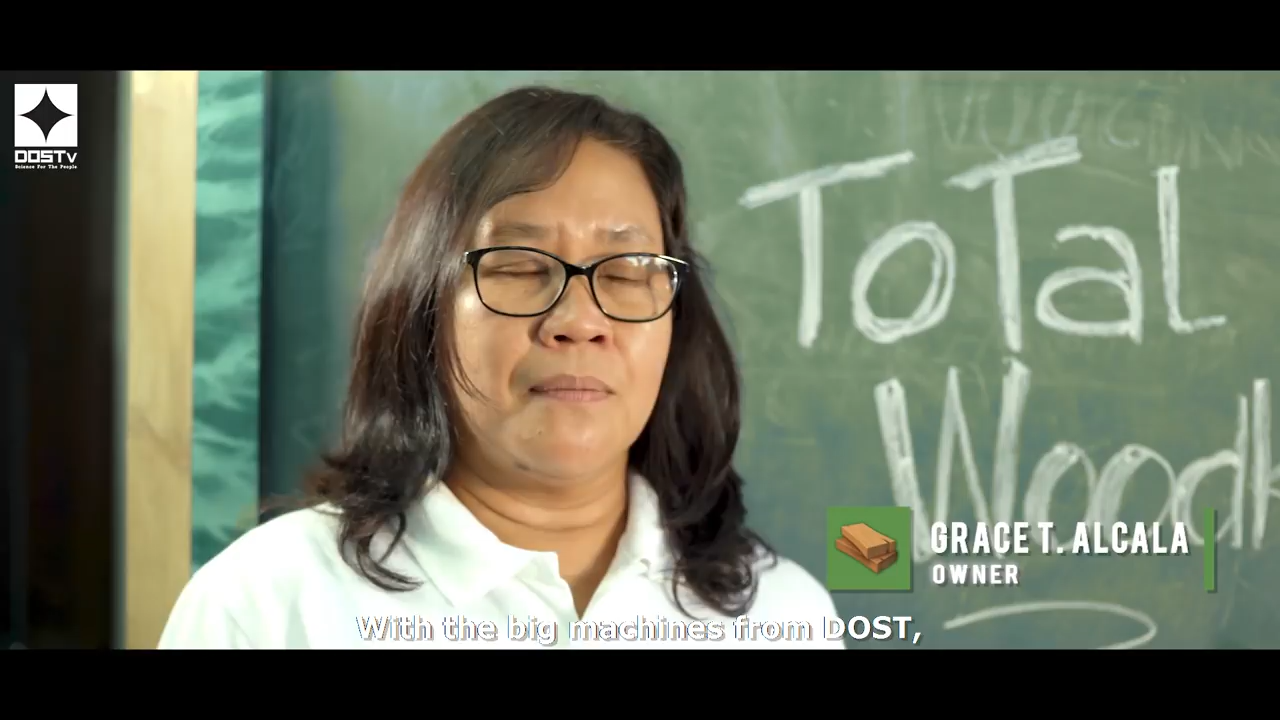 DOSTv
Science For The People
ToTal
Wood
GRACE T. ALCALA
OWNER
With the big machines from DOST,